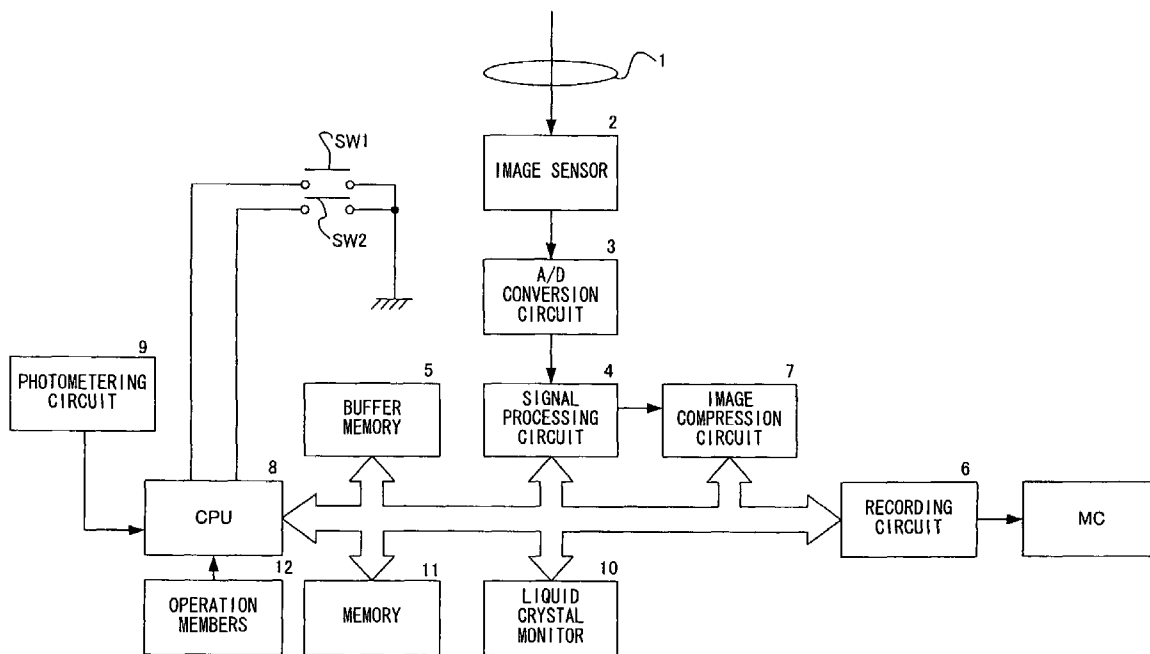 1
2
IMAGE SENSOR
SW1
SW2
3
A/D
CONVERSION
CIRCUIT
9
PHOTOMETERING
CIRCUIT
5
BUFFER
MEMORY
4
SIGNAL
PROCESSING
CIRCUIT
7
IMAGE
COMPRESSION
CIRCUIT
8
CPU
6
RECORDING
CIRCUIT
MC
12
OPERATION
MEMBERS
11
MEMORY
10
LIQUID
CRYSTAL
MONITOR